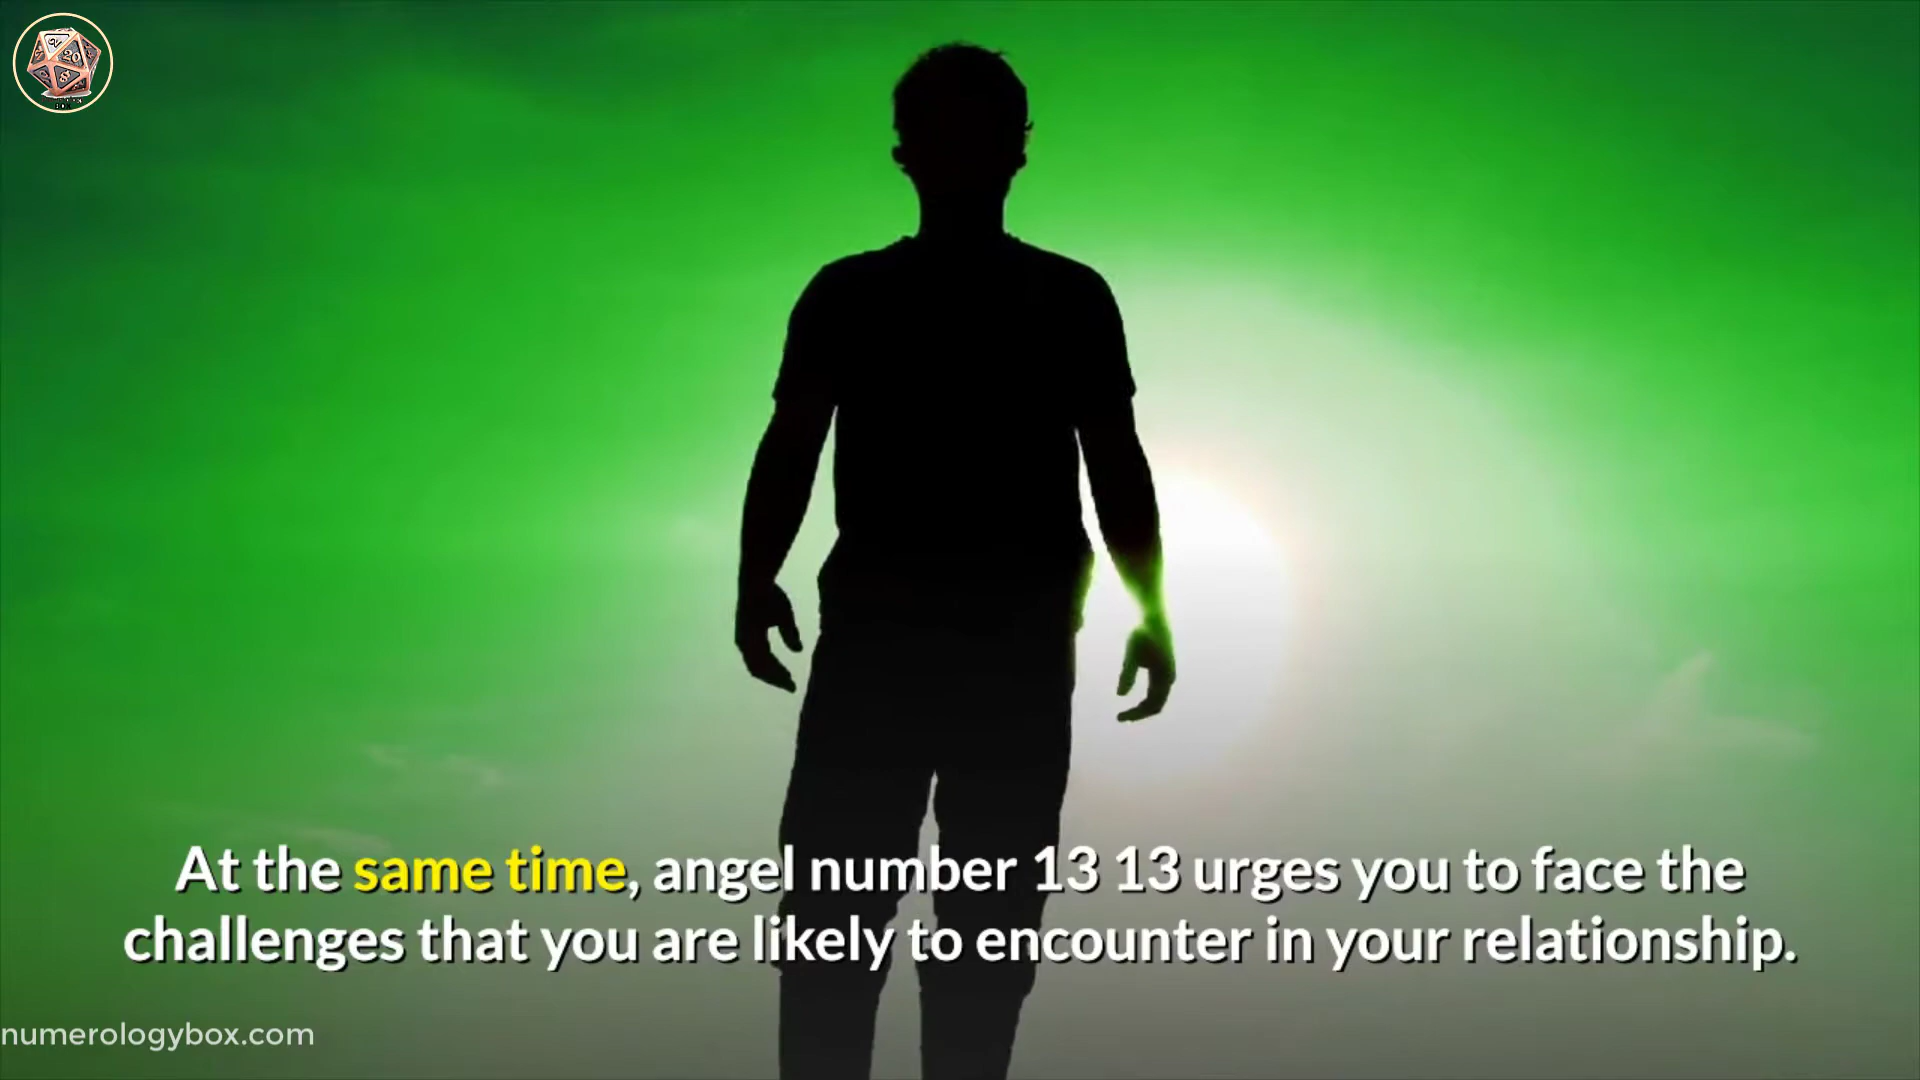 20
At the same time, angel number 13 13 urges you to face the
challenges that you are likely to encounter in your relationship.
numerologybox.com